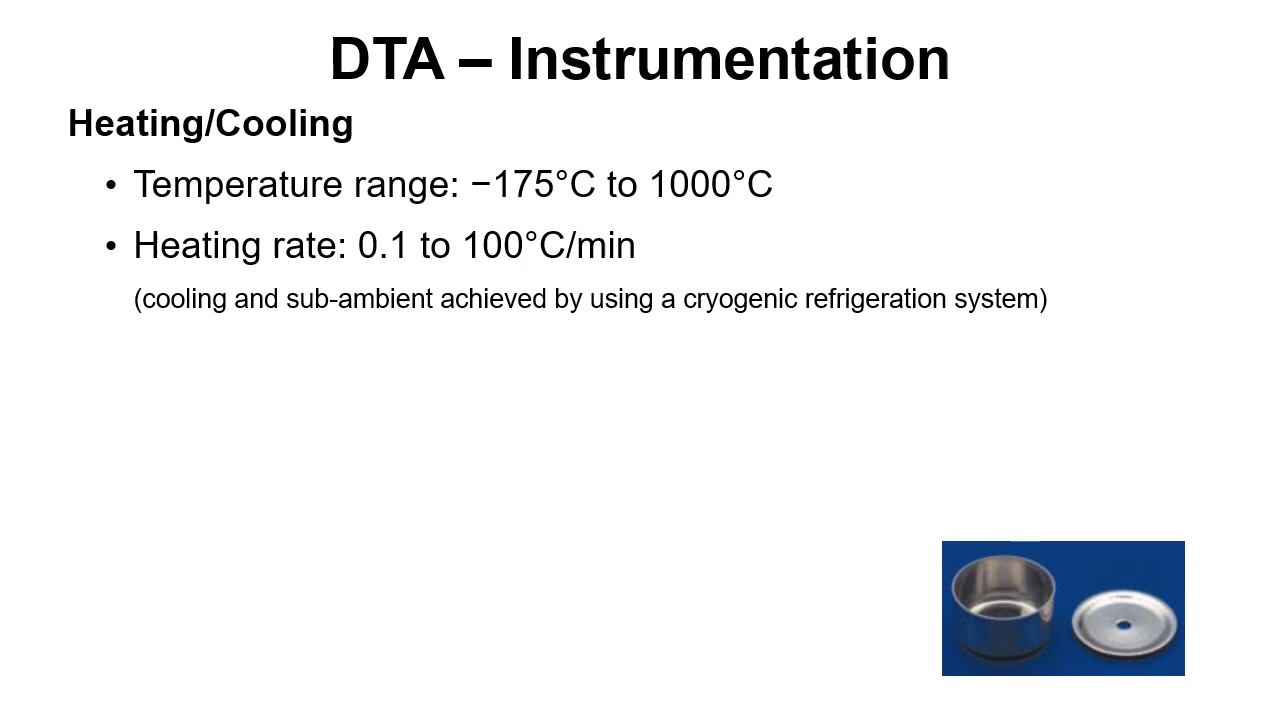 DTA – Instrumentation
Heating/Cooling
• Temperature range: −175°C to 1000°C
• Heating rate: 0.1 to 100°C/min
(cooling and sub-ambient achieved by using a cryogenic refrigeration system)